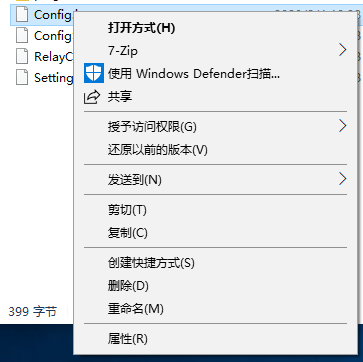 Config
打开方式(H)
Config
7-Zip
RelayC
使用 Windows Defender扫描...
Setting
共享
授予访问权限(G)
还原以前的版本(V)
发送到(N)
剪切(T)
复制(C)
创建快捷方式(S)
删除(D)
399 字节
重命名(M)
属性(R)